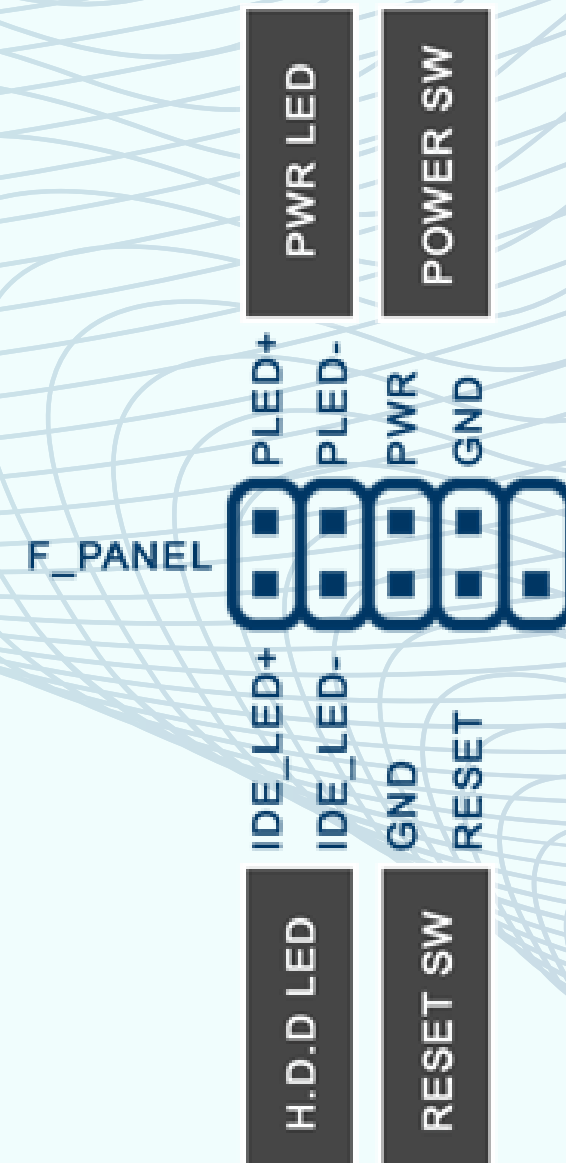 PWR LED
POWER SW
PLED+
PLED-
PWR
GND
F_PANEL
IDE_LED+
IDE_LED-
GND
RESET
H.D.D LED
RESET SW